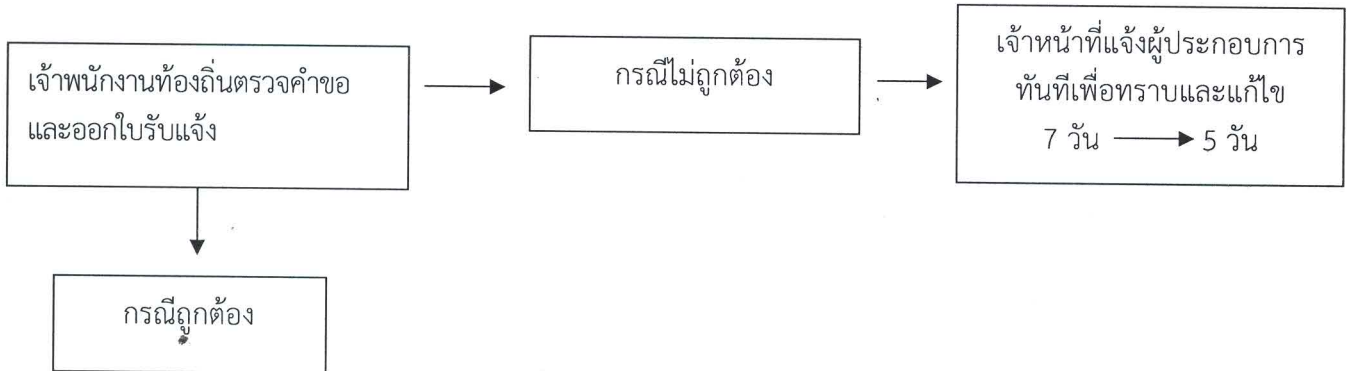 เจ้าพนักงานท้องถิ่นตรวจคำขอ
และออกใบรับแจ้ง
กรณีไม่ถูกต้อง
เจ้าหน้าที่แจ้งผู้ประกอบการ
ทันทีเพื่อทราบและแก้ไข
7 วัน → 5 วัน
กรณีถูกต้อง